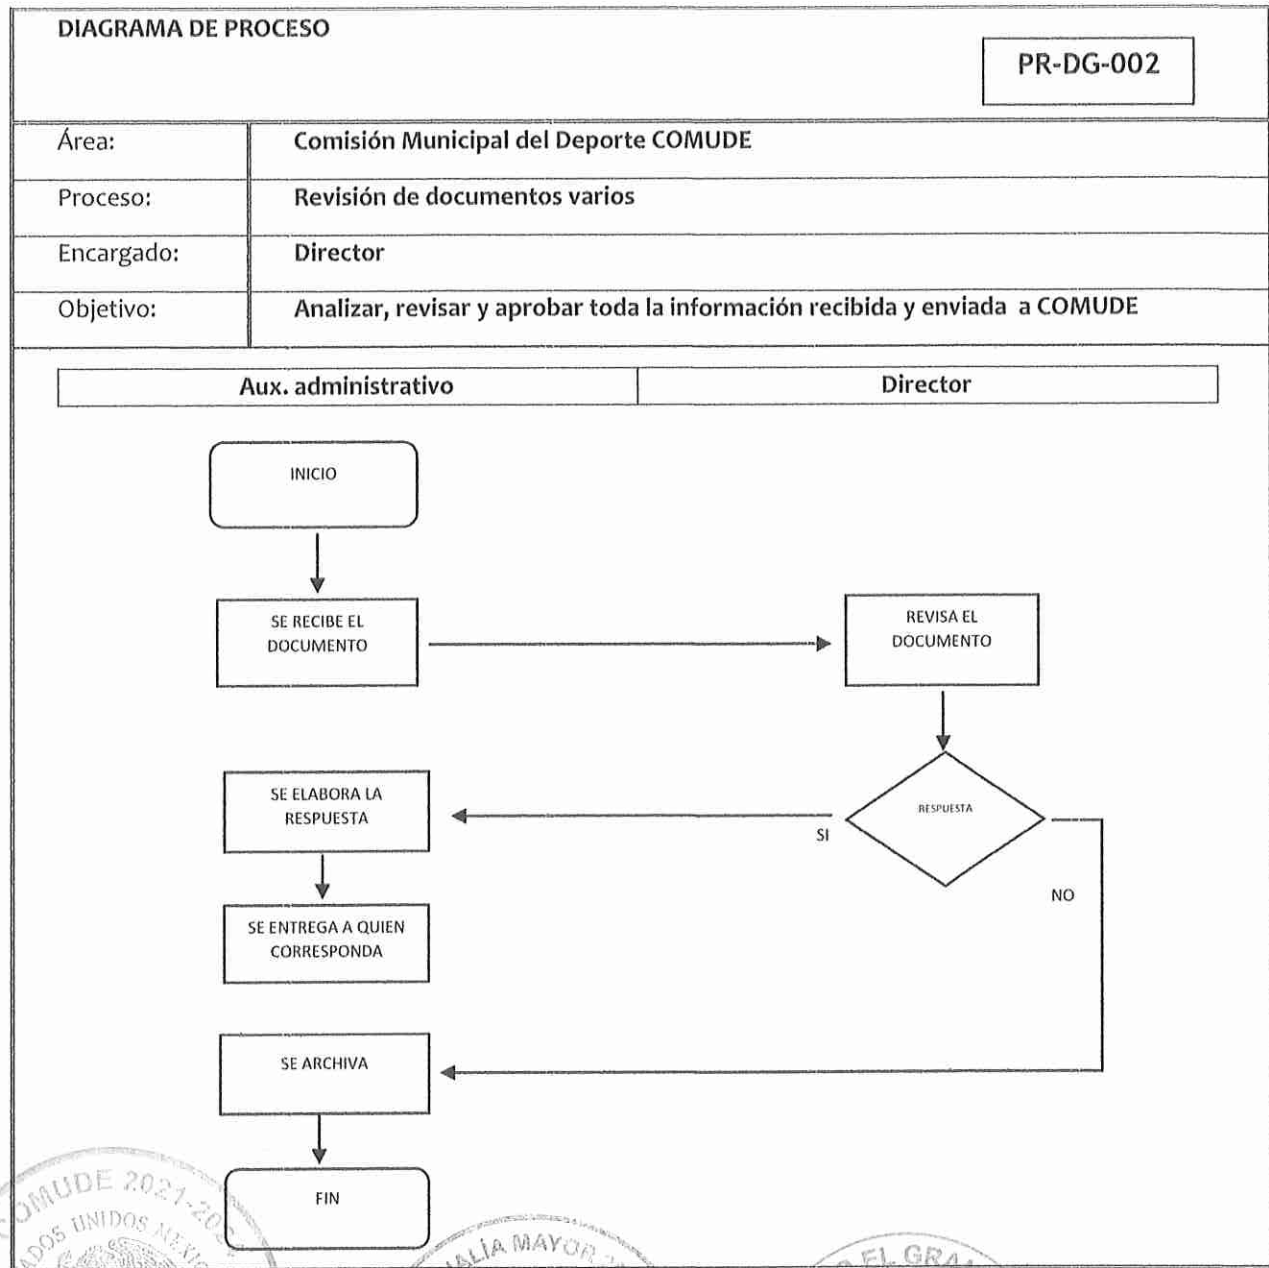 DIAGRAMA DE PROCESO
PR-DG-002
Área: Comisión Municipal del Deporte COMUDE
Proceso: Revisión de documentos varios
Encargado: Director
Objetivo: Analizar, revisar y aprobar toda la información recibida y enviada a COMUDE
Aux. administrativo Director
INICIO
SE RECIBE EL
DOCUMENTO
REVISA EL
DOCUMENTO
RESPUESTA
SI
NO
SE ELABORA LA
RESPUESTA
SE ENTREGA A QUIEN
CORRESPONDA
SE ARCHIVA
FIN
COMUDE 2021-202
UNIDOS
MAYOR
EL